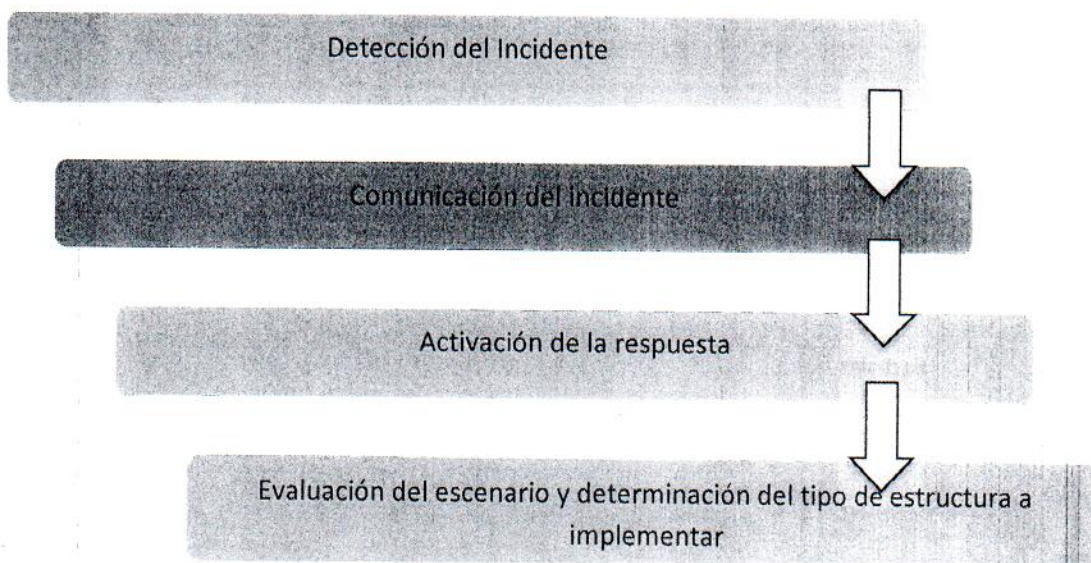 Detección del Incidente
Comunicación del incidente
Activación de la respuesta
Evaluación del escenario y determinación del tipo de estructura a
implementar